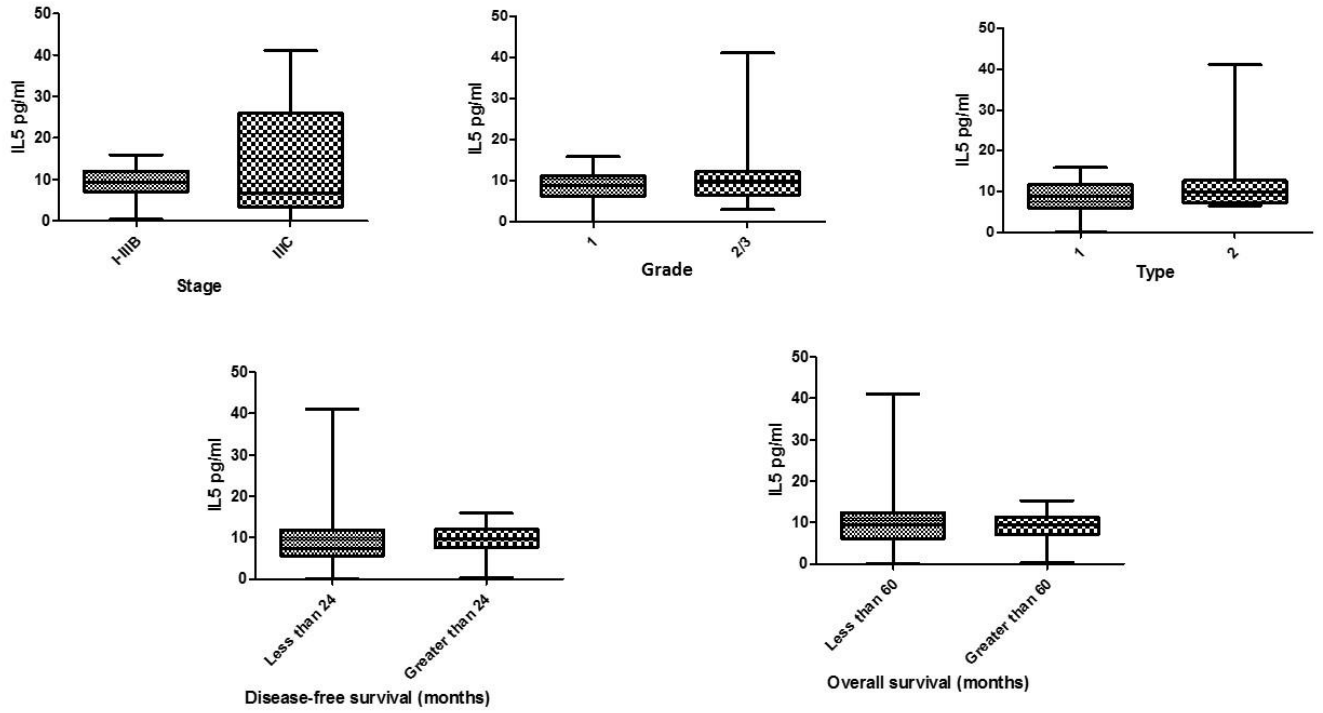 50
40
30
20
10
0
IL5 pg/ml
I-IIIB
IIIC
Stage
50
40
30
20
10
0
IL5 pg/ml
1
2/3
Grade
50
40
30
20
10
0
IL5 pg/ml
1
2
Type
50
40
30
20
10
0
IL5 pg/ml
Less than 24
Greater than 24
Disease-free survival (months)
50
40
30
20
10
0
IL5 pg/ml
Less than 60
Greater than 60
Overall survival (months)